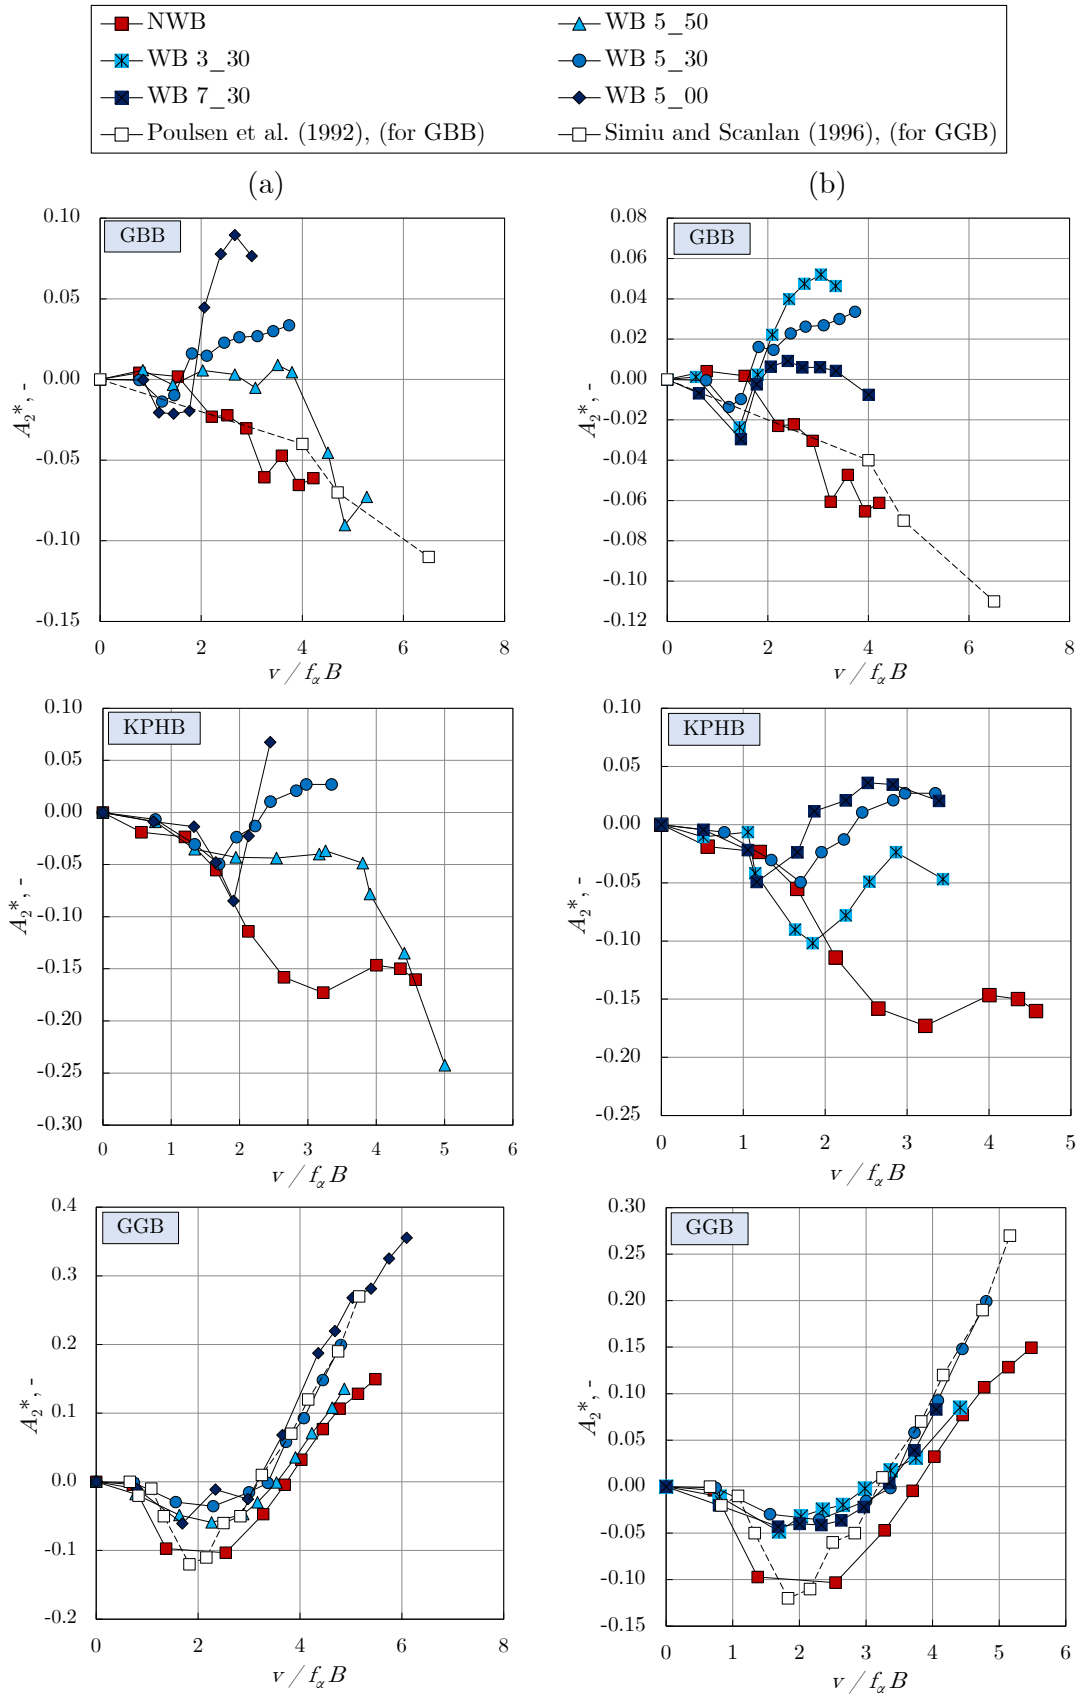 NWB
WB 5_50
WB 3_30
WB 5_30
WB 7_30
WB 5_00
Poulsen et al. (1992), (for GBB)
Simiu and Scanlan (1996), (for GGB)
(a)
(b)
GBB
0.10
0.05
0.00
-0.05
-0.10
-0.15
A₂*, -
0 2 4 6 8
v / fαB
GBB
0.08
0.06
0.04
0.02
0.00
-0.02
-0.04
-0.06
-0.08
-0.10
-0.12
A₂*, -
0 2 4 6 8
v / fαB
KPHB
0.10
0.05
0.00
-0.05
-0.10
-0.15
-0.20
-0.25
-0.30
A₂*, -
0 1 2 3 4 5 6
v / fαB
KPHB
0.10
0.05
0.00
-0.05
-0.10
-0.15
-0.20
-0.25
A₂*, -
0 1 2 3 4 5
v / fαB
GGB
0.4
0.3
0.2
0.1
0.0
-0.1
-0.2
A₂*, -
0 2 4 6 8
v / fαB
GGB
0.30
0.25
0.20
0.15
0.10
0.05
0.00
-0.05
-0.10
-0.15
A₂*, -
0 1 2 3 4 5 6
v / fαB